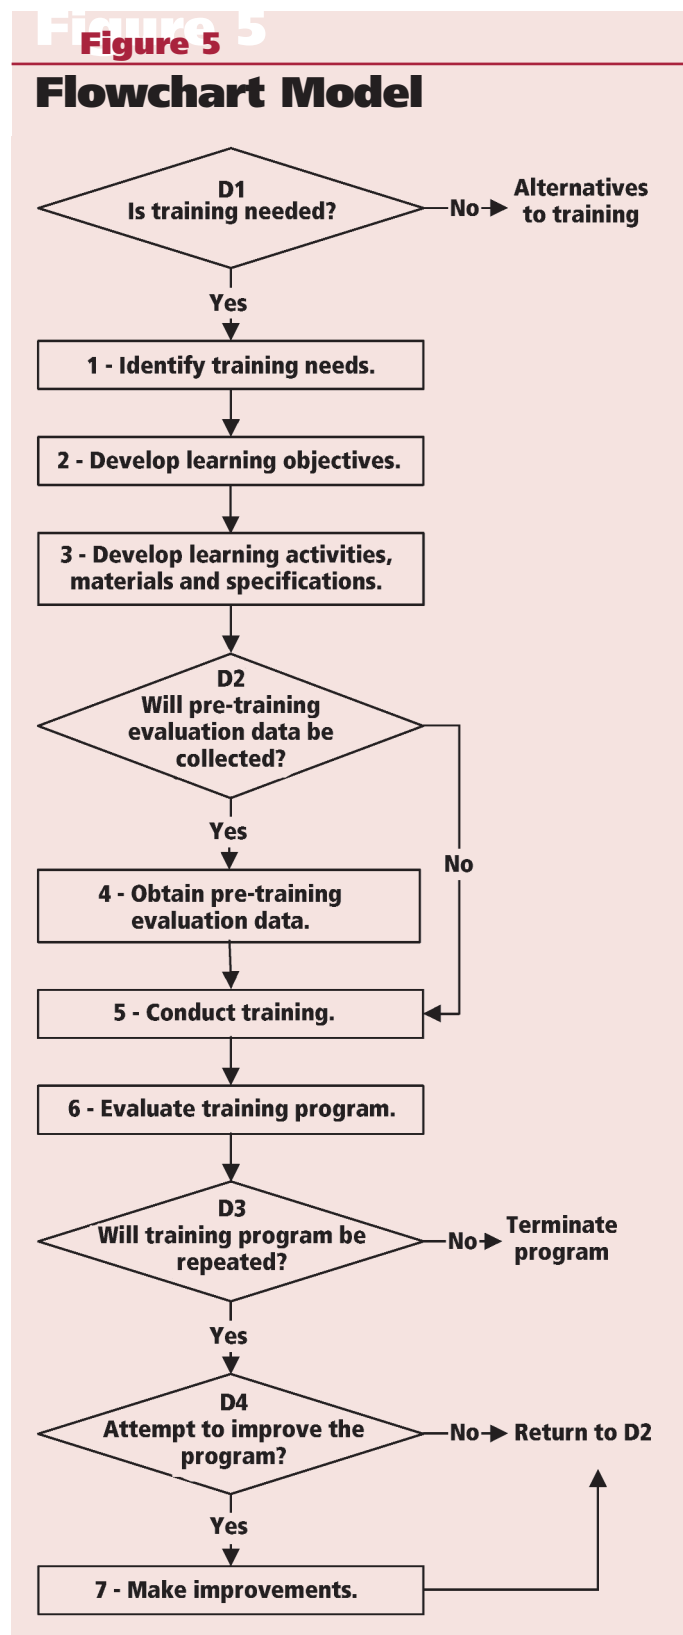 Figure 5
Figure 5
Flowchart Model
D1
Is training needed?
No
Alternatives
to training
Yes
1 - Identify training needs.
2 - Develop learning objectives.
3 - Develop learning activities,
materials and specifications.
D2
Will pre-training
evaluation data be
collected?
Yes
No
4 - Obtain pre-training
evaluation data.
5 - Conduct training.
6 - Evaluate training program.
D3
Will training program be
repeated?
No
Terminate
program
Yes
D4
Attempt to improve the
program?
No
Return to D2
Yes
7 - Make improvements.